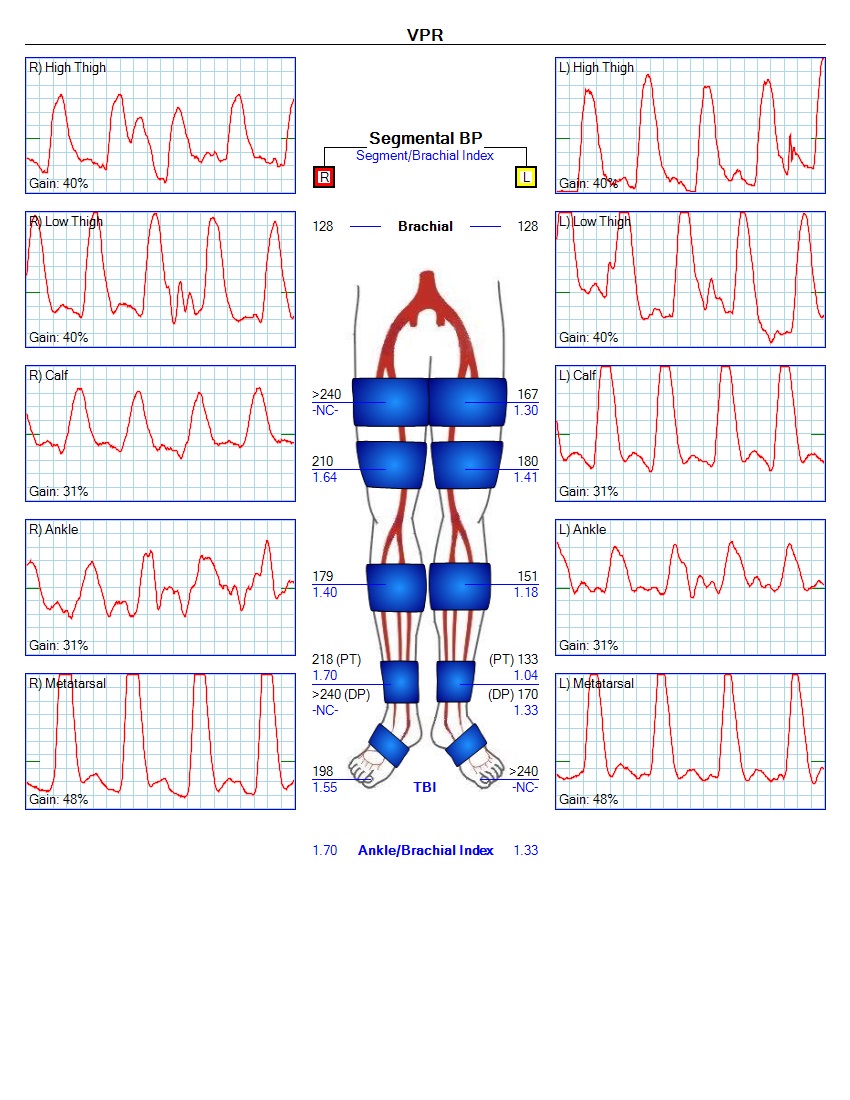 VPR
R) High Thigh
Gain: 40%
R) Low Thigh
Gain: 40%
R) Calf
Gain: 31%
R) Ankle
Gain: 31%
R) Metatarsal
Gain: 48%
Segmental BP
Segment/Brachial Index
R
L
128 Brachial 128
>240 167
-NC- 1.30
210 180
1.64 1.41
179 151
1.40 1.18
218 (PT) (PT) 133
1.70 1.04
>240 (DP) (DP) 170
-NC- 1.33
198 >240
1.55 TBI -NC-
1.70 Ankle/Brachial Index 1.33
L) High Thigh
Gain: 40%
L) Low Thigh
Gain: 40%
L) Calf
Gain: 31%
L) Ankle
Gain: 31%
L) Metatarsal
Gain: 48%